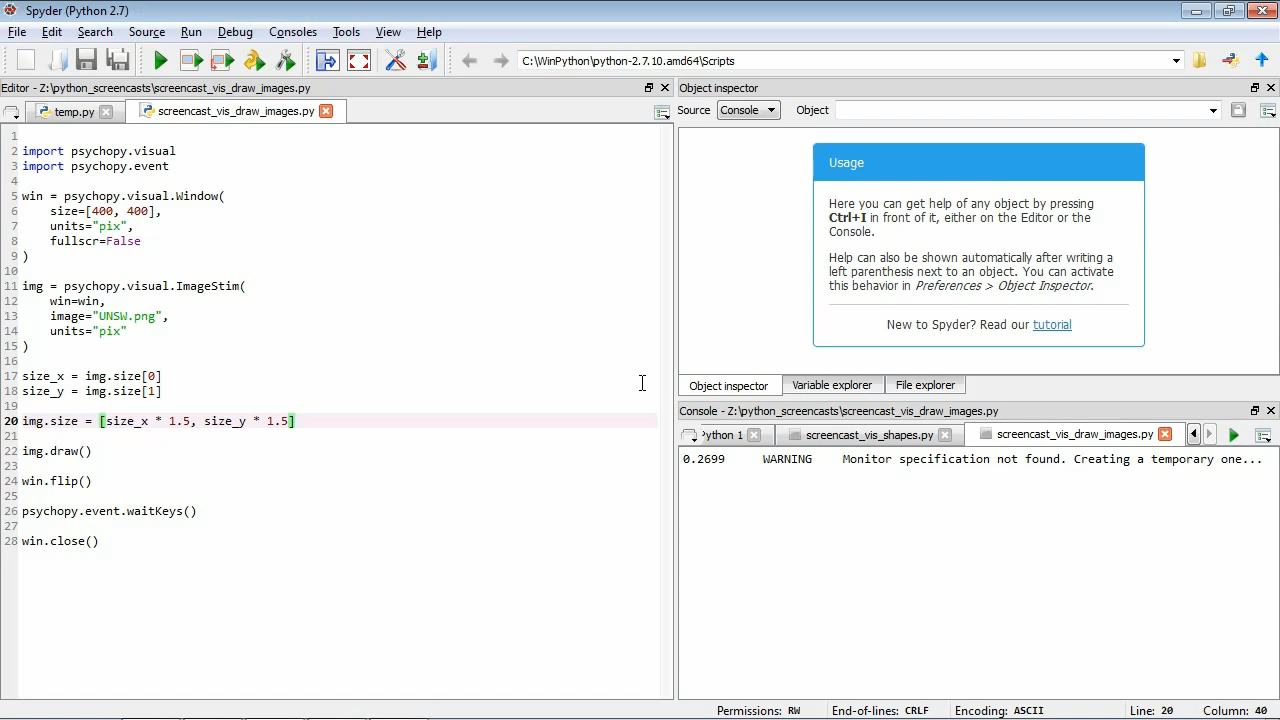 Spyder (Python 2.7)
File Edit Search Source Run Debug Consoles Tools View Help
C:\WinPython\python-2.7.10.amd64\Scripts
Editor - Z:\python_screencasts\screencast_vis_draw_images.py
temp.py screencast_vis_draw_images.py
1
2 import psychopy.visual
3 import psychopy.event
4
5 win = psychopy.visual.Window(
6     size=[400, 400],
7     units="pix",
8     fullscr=False
9 )
10
11 img = psychopy.visual.ImageStim(
12     win=win,
13     image="UNSW.png",
14     units="pix"
15 )
16
17 size_x = img.size[0]
18 size_y = img.size[1]
19
20 img.size = [size_x * 1.5, size_y * 1.5]
21
22 img.draw()
23
24 win.flip()
25
26 psychopy.event.waitKeys()
27
28 win.close()
Object inspector
Source Console Object
Usage
Here you can get help of any object by pressing
Ctrl+I in front of it, either on the Editor or the
Console.
Help can also be shown automatically after writing a
left parenthesis next to an object. You can activate
this behavior in Preferences > Object Inspector.
New to Spyder? Read our tutorial
Object inspector Variable explorer File explorer
Console - Z:\python_screencasts\screencast_vis_draw_images.py
ython 1 screencast_vis_shapes.py screencast_vis_draw_images.py
0.2699 WARNING Monitor specification not found. Creating a temporary one...
Permissions: RW End-of-lines: CRLF Encoding: ASCII Line: 20 Column: 40